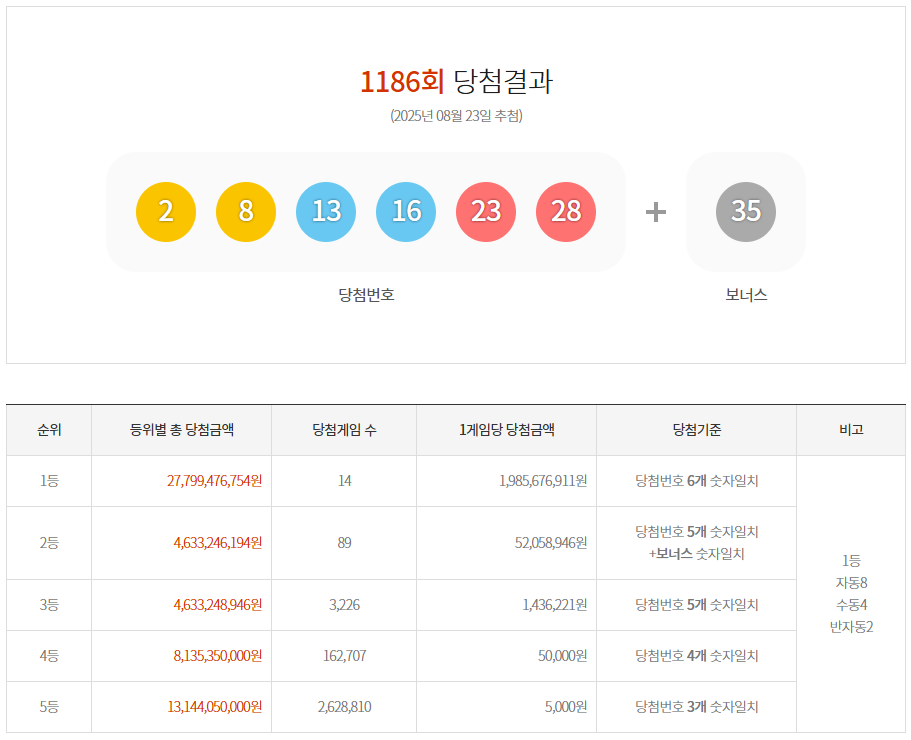 1186회 당첨결과
(2025년 08월 23일 추첨)
2 8 13 16 23 28 + 35
당첨번호 보너스
순위 등위별 총 당첨금액 당첨게임 수 1게임당 당첨금액 당첨기준 비고
1등 27,799,476,754원 14 1,985,676,911원 당첨번호 6개 숫자일치
2등 4,633,246,194원 89 52,058,946원 당첨번호 5개 숫자일치
+보너스 숫자일치
3등 4,633,248,946원 3,226 1,436,221원 당첨번호 5개 숫자일치
4등 8,135,350,000원 162,707 50,000원 당첨번호 4개 숫자일치
5등 13,144,050,000원 2,628,810 5,000원 당첨번호 3개 숫자일치
1등
자동8
수동4
반자동2